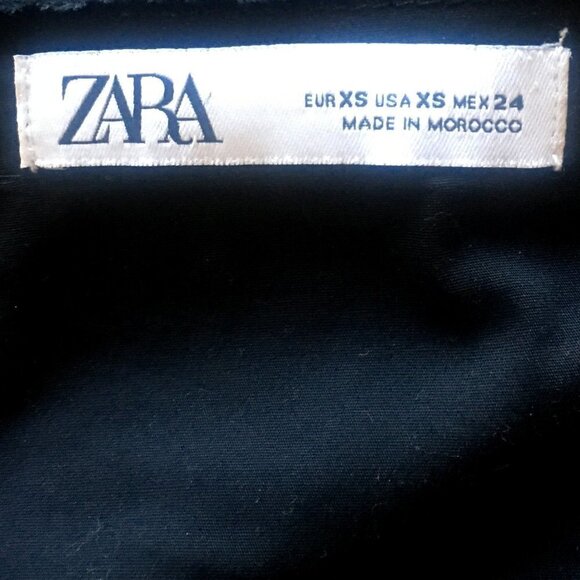 ZARA
EUR XS USA XS MEX 24
MADE IN MOROCCO